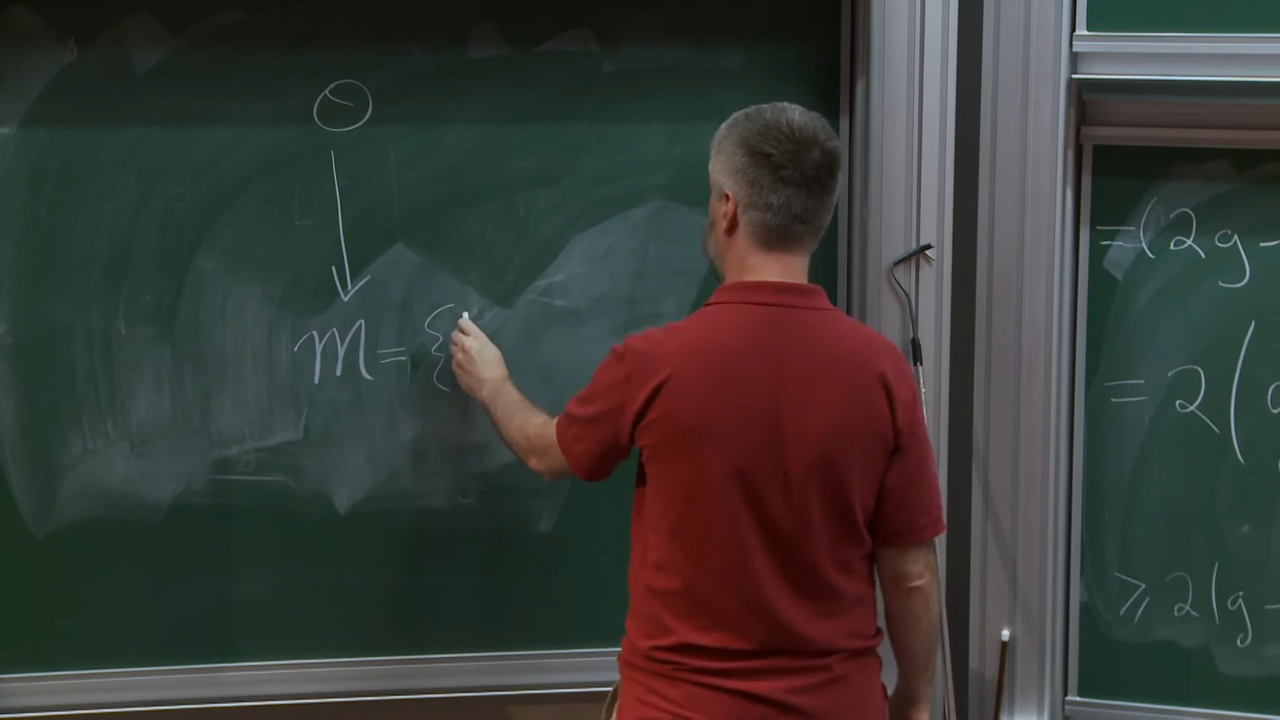 m = {
= (2g -
= 2 (
≥ 2(g -